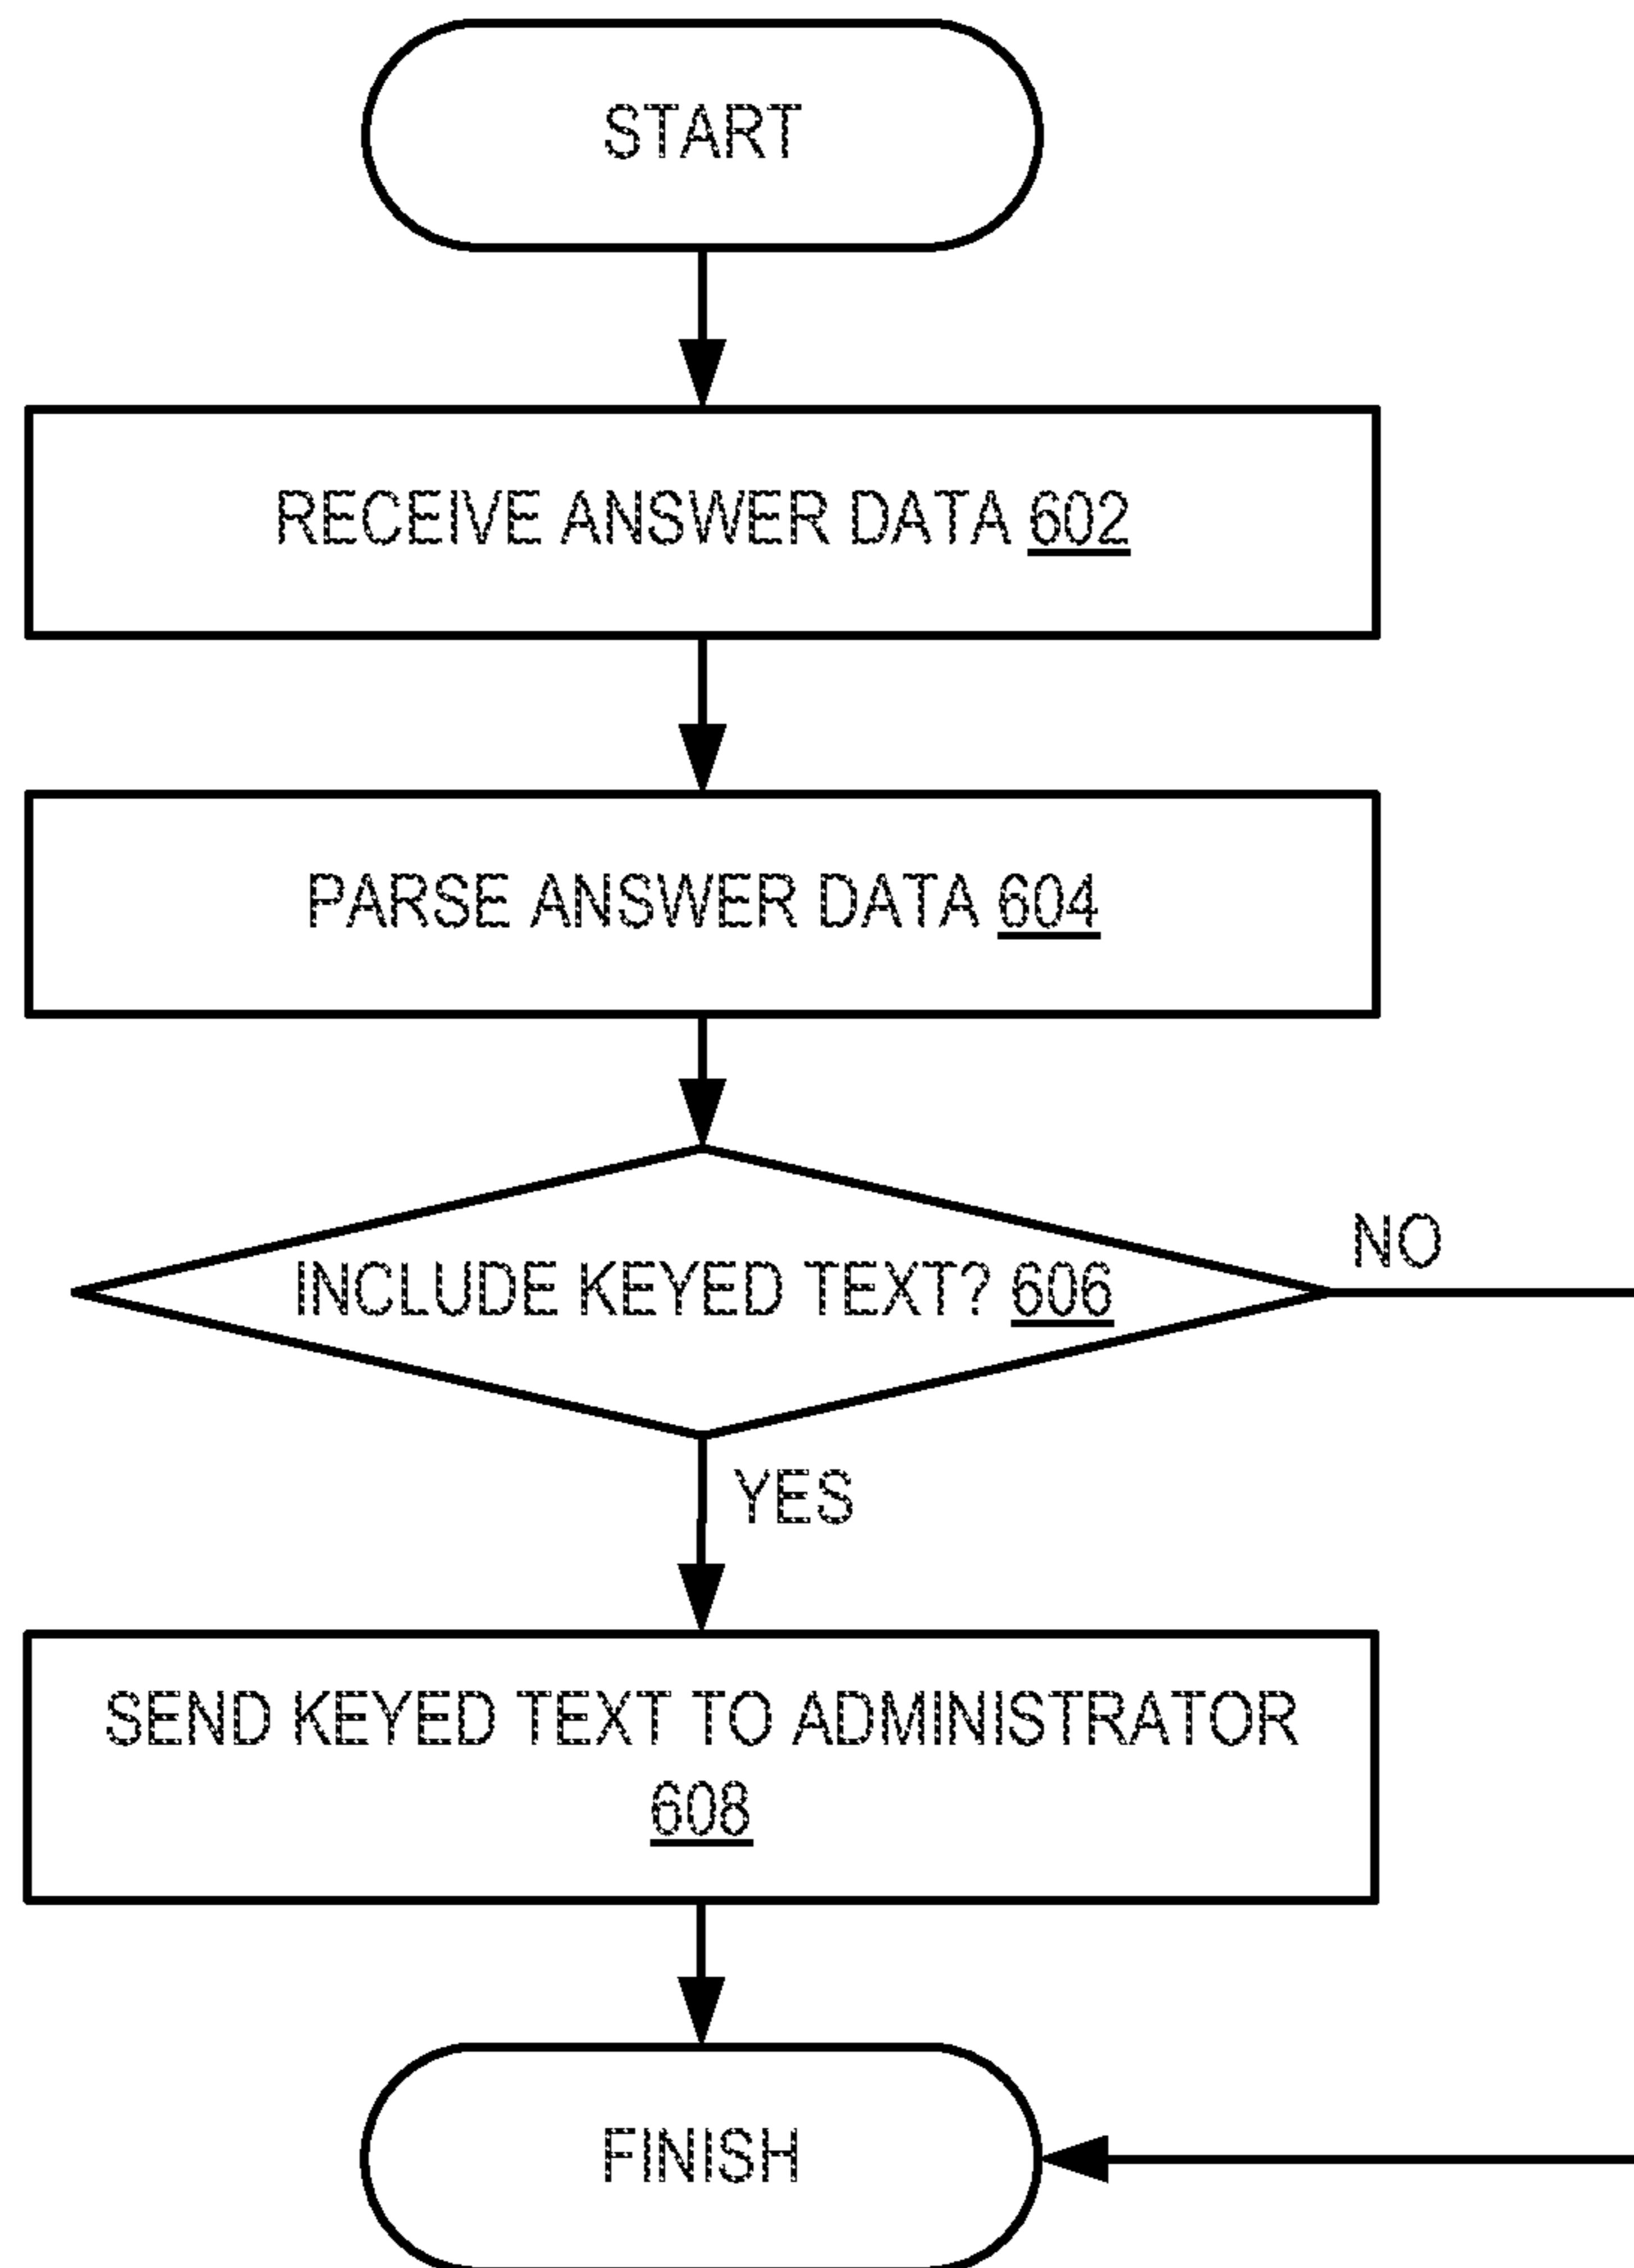 START
RECEIVE ANSWER DATA 602
PARSE ANSWER DATA 604
INCLUDE KEYED TEXT? 606
NO
YES
SEND KEYED TEXT TO ADMINISTRATOR
608
FINISH